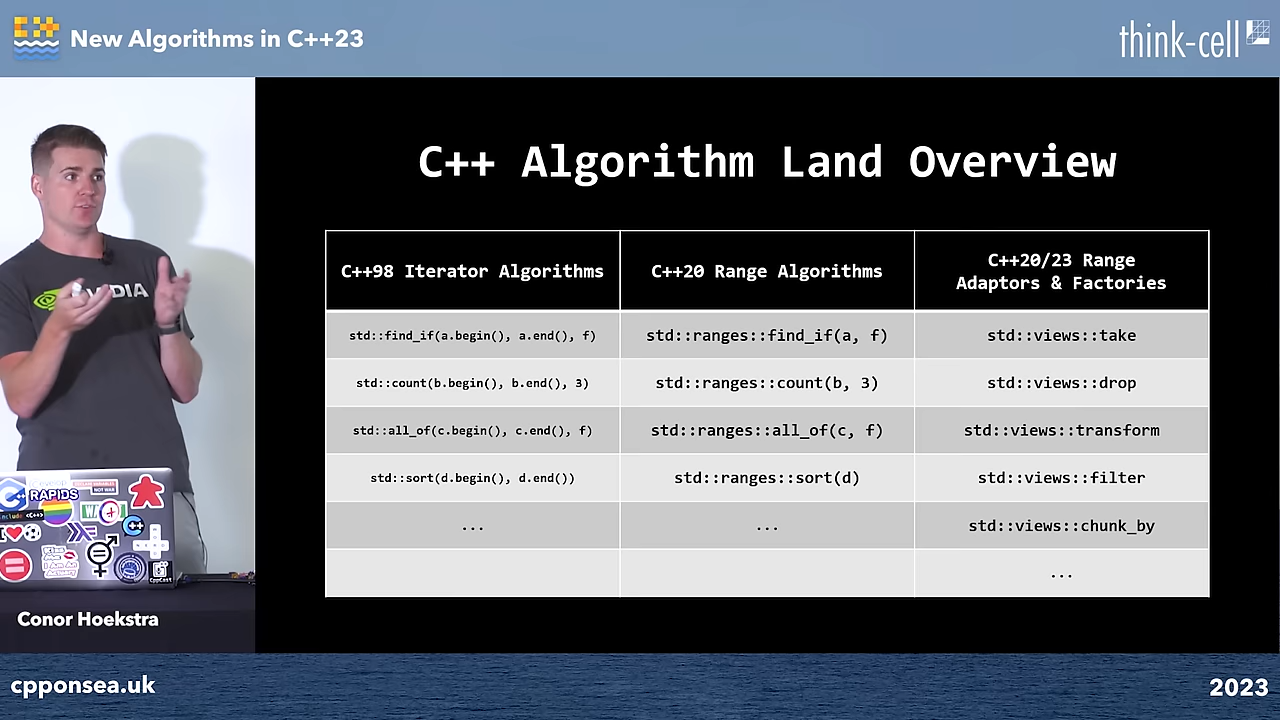 New Algorithms in C++23
think-cell
C++ Algorithm Land Overview
C++98 Iterator Algorithms
C++20 Range Algorithms
C++20/23 Range
Adaptors & Factories
std::find_if(a.begin(), a.end(), f)
std::ranges::find_if(a, f)
std::views::take
std::count(b.begin(), b.end(), 3)
std::ranges::count(b, 3)
std::views::drop
std::all_of(c.begin(), c.end(), f)
std::ranges::all_of(c, f)
std::views::transform
std::sort(d.begin(), d.end())
std::ranges::sort(d)
std::views::filter
...
...
std::views::chunk_by
...
NVIDIA
RAPIDS
Conor Hoekstra
cpponsea.uk
2023